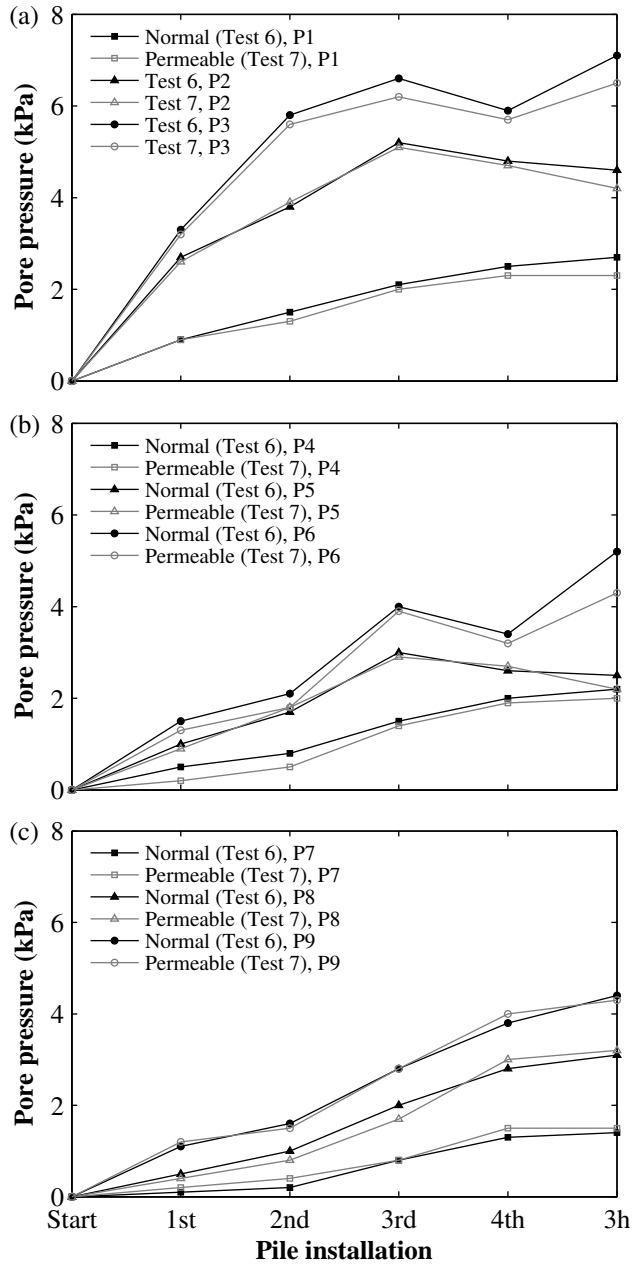 (a)
8
6
4
2
0
Pore pressure (kPa)
Normal (Test 6), P1
Permeable (Test 7), P1
Test 6, P2
Test 7, P2
Test 6, P3
Test 7, P3
(b)
8
6
4
2
0
Pore pressure (kPa)
Normal (Test 6), P4
Permeable (Test 7), P4
Normal (Test 6), P5
Permeable (Test 7), P5
Normal (Test 6), P6
Permeable (Test 7), P6
(c)
8
6
4
2
0
Pore pressure (kPa)
Normal (Test 6), P7
Permeable (Test 7), P7
Normal (Test 6), P8
Permeable (Test 7), P8
Normal (Test 6), P9
Permeable (Test 7), P9
Start 1st 2nd 3rd 4th 3h
Pile installation